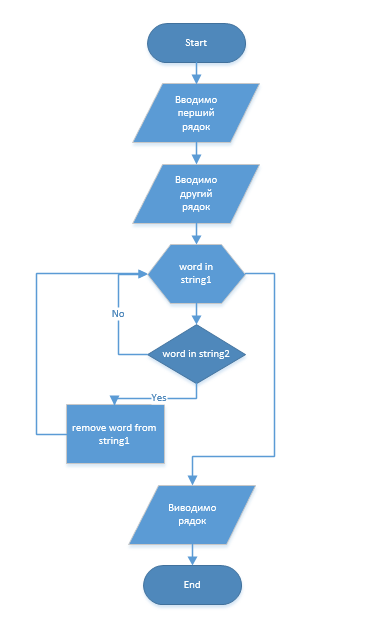 Start
Вводимо
перший
рядок
Вводимо
другий
рядок
word in
string1
No
word in string2
Yes
remove word from
string1
Виводимо
рядок
End